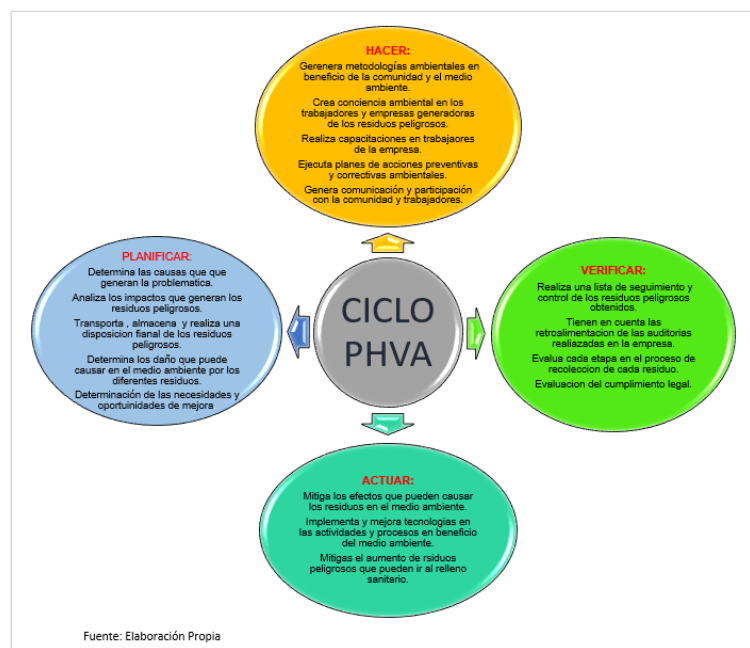 HACER:
Gerenera metodologías ambientales en
beneficio de la comunidad y el medio
ambiente.
Crea conciencia ambiental en los
trabajadores y empresas generadoras
de los residuos peligrosos.
Realiza capacitaciones en trabajaores
de la empresa.
Ejecuta planes de acciones preventivas
y correctivas ambientales.
Genera comunicación y participación
con la comunidad y trabajadores.
PLANIFICAR:
Determina las causas que que
generan la problematica.
Analiza los impactos que generan los
residuos peligrosos.
Transporta , almacena y realiza una
disposicion fianal de los residuos
peligrosos.
Determina los daño que puede
causar en el medio ambiente por los
diferentes residuos.
Determinación de las necesidades y
oportuinidades de mejora
CICLO
PHVA
VERIFICAR:
Realiza una lista de seguimiento y
control de los residuos peligrosos
obtenidos.
Tienen en cuenta las
retroalimentacion de las auditorias
realiazadas en la empresa.
Evalua cada etapa en el proceso de
recoleccion de cada residuo.
Evaluacion del cumplimiento legal.
ACTUAR:
Mitiga los efectos que pueden causar
los residuos en el medio ambiente.
Implementa y mejora tecnologias en
las actividades y procesos en beneficio
del medio ambiente.
Mitigas el aumento de rsiduos
peligrosos que pueden ir al relleno
sanitario.
Fuente: Elaboración Propia